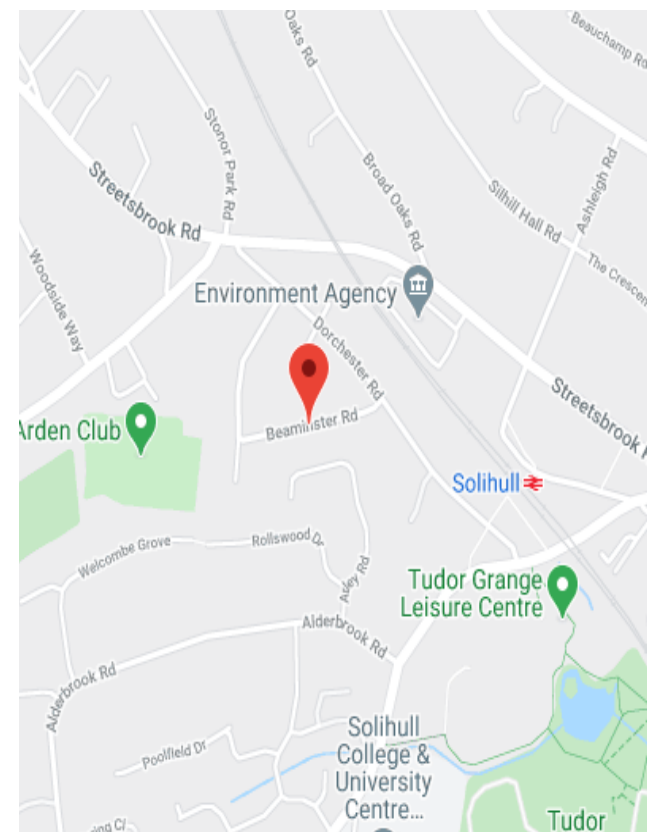 Beauchamp Rd
Oaks Rd
Stonor Park Rd
Broad Oaks Rd
Ashleigh Rd
Streetsbrook Rd
Silhill Hall Rd
Woodside Way
The Crescen
Environment Agency
Dorchester Rd
Streetsbrook R
Arden Club
Beaminster Rd
Solihull
Welcombe Grove
Rollswood Dr
Alley Rd
Tudor Grange
Leisure Centre
Alderbrook Rd
Alderbrook Rd
Solihull
College &
University
Centre...
Poolfield Dr
Tudor